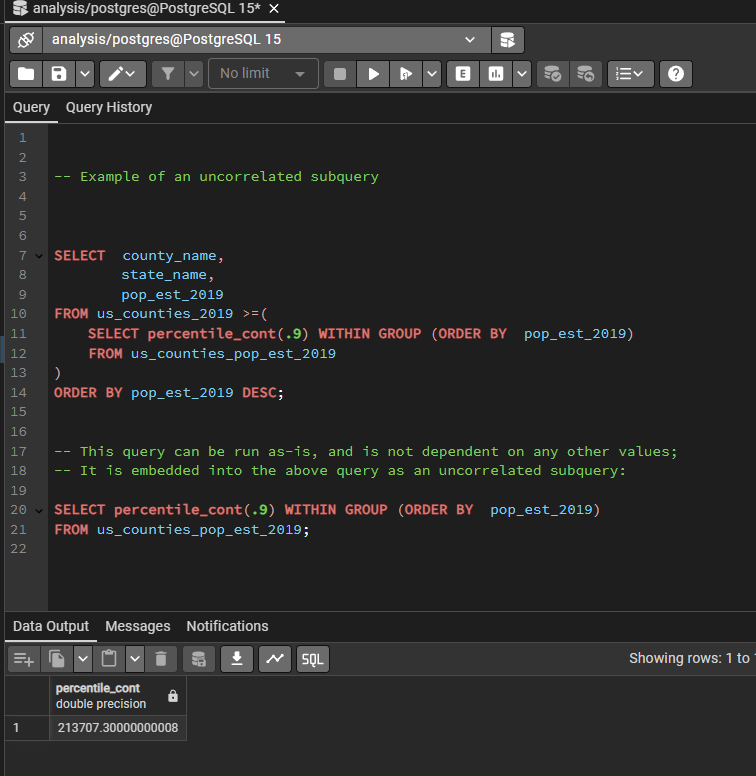 analysis/postgres@PostgreSQL 15*
analysis/postgres@PostgreSQL 15
No limit
E
Query Query History
1
2
3 -- Example of an uncorrelated subquery
4
5
6
7 SELECT  county_name,
8         state_name,
9         pop_est_2019
10 FROM us_counties_2019 >=(
11     SELECT percentile_cont(.9) WITHIN GROUP (ORDER BY  pop_est_2019)
12     FROM us_counties_pop_est_2019
13 )
14 ORDER BY pop_est_2019 DESC;
15
16
17 -- This query can be run as-is, and is not dependent on any other values;
18 -- It is embedded into the above query as an uncorrelated subquery:
19
20 SELECT percentile_cont(.9) WITHIN GROUP (ORDER BY  pop_est_2019)
21 FROM us_counties_pop_est_2019;
22
Data Output Messages Notifications
SQL Showing rows: 1 to
percentile_cont
double precision
1 213707.30000000008